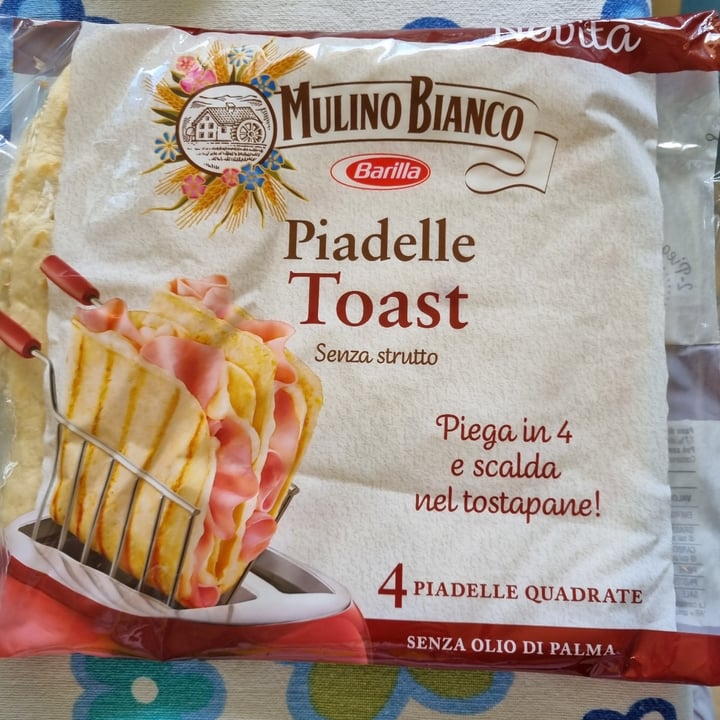 Novità
MULINO BIANCO
Barilla
Piadelle
Toast
Senza strutto
Piega in 4
e scalda
nel tostapane!
4 PIADELLE QUADRATE
SENZA OLIO DI PALMA